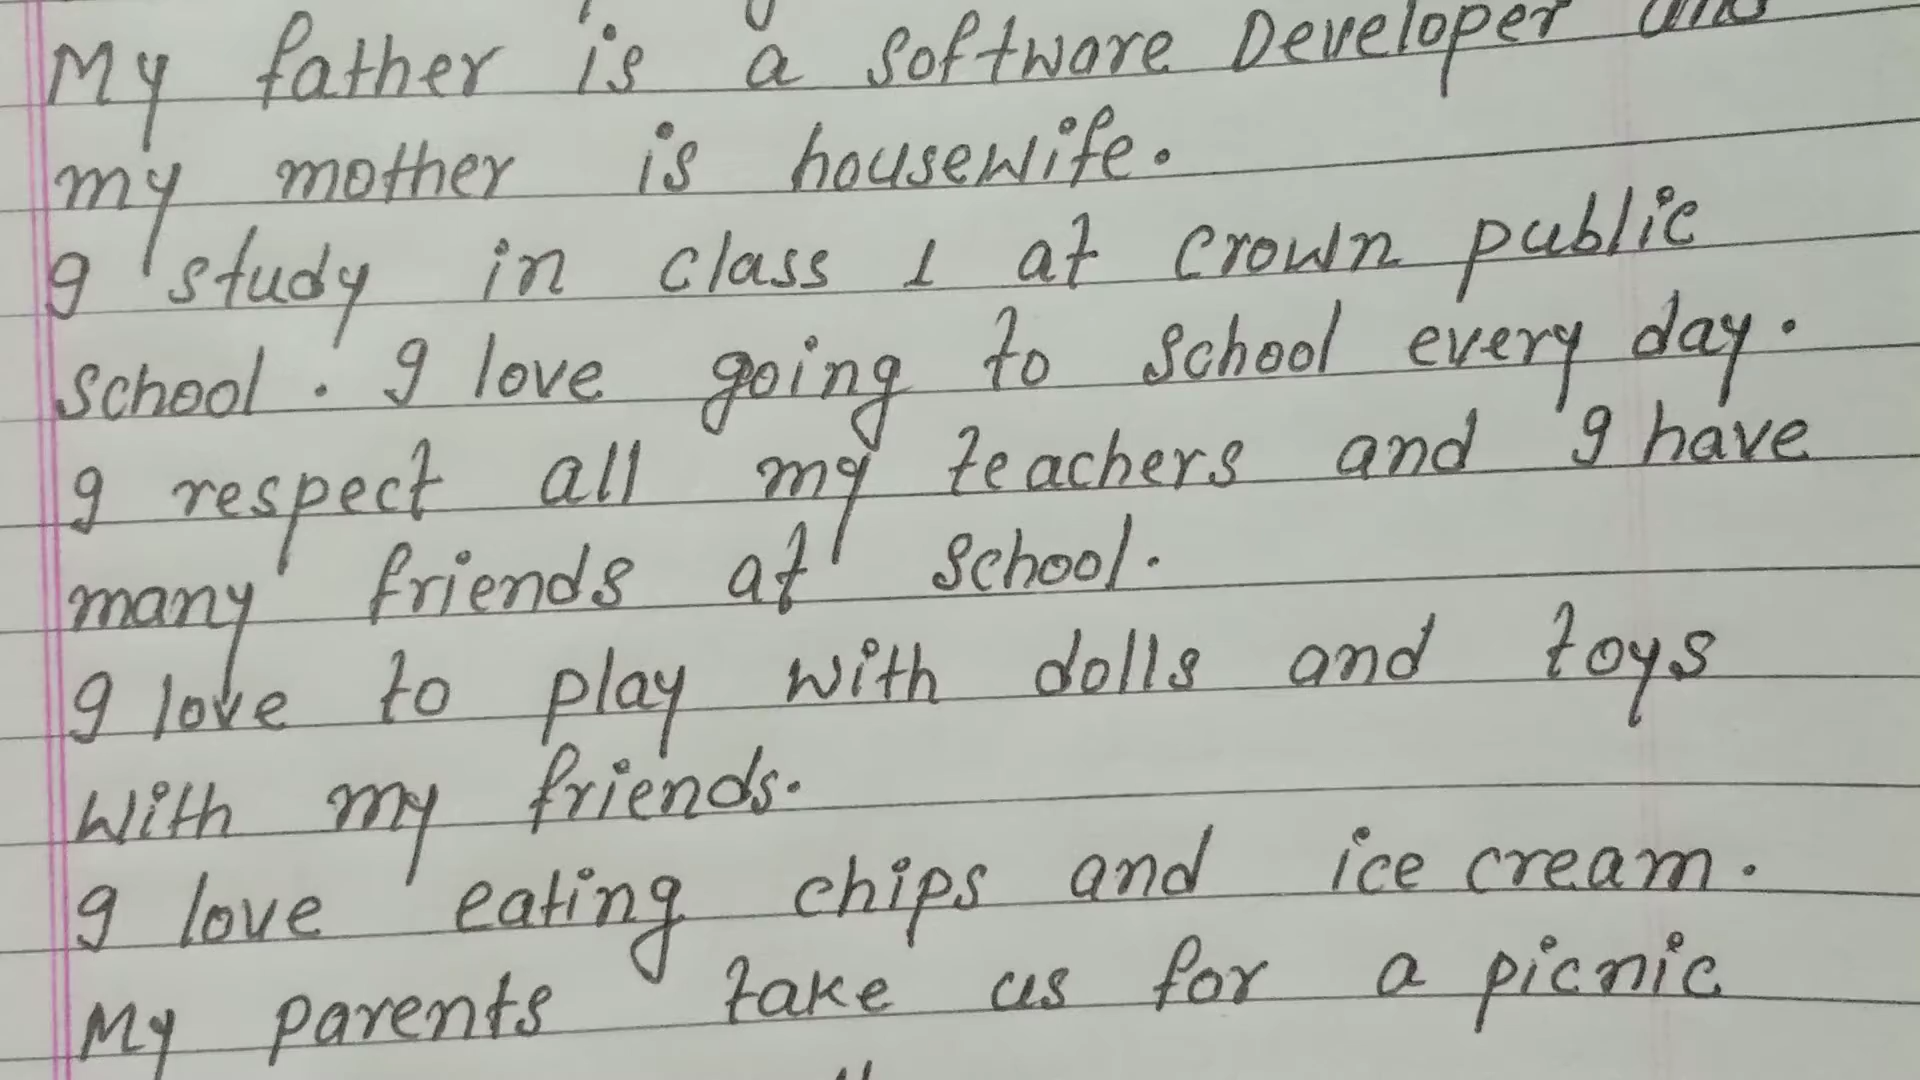 My father is a Software Developer and
my mother is housewife.
I study in class 1 at crown public
School. I love going to School every day.
I respect all my teachers and I have
many friends at School.
I love to play with dolls and toys
With my friends.
I love eating chips and ice cream.
My parents take us for a picnic